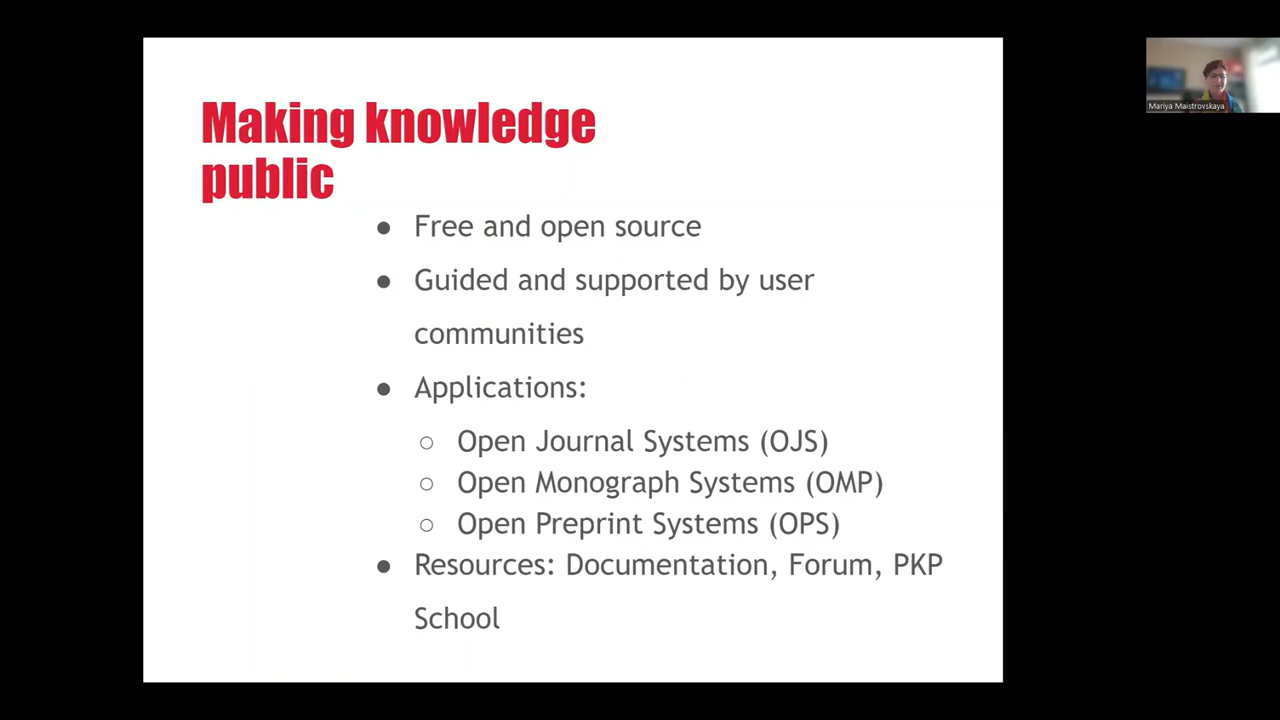 Making knowledge
public
● Free and open source
● Guided and supported by user
communities
● Applications:
○ Open Journal Systems (OJS)
○ Open Monograph Systems (OMP)
○ Open Preprint Systems (OPS)
● Resources: Documentation, Forum, PKP
School
Mariya Maistrovskaya